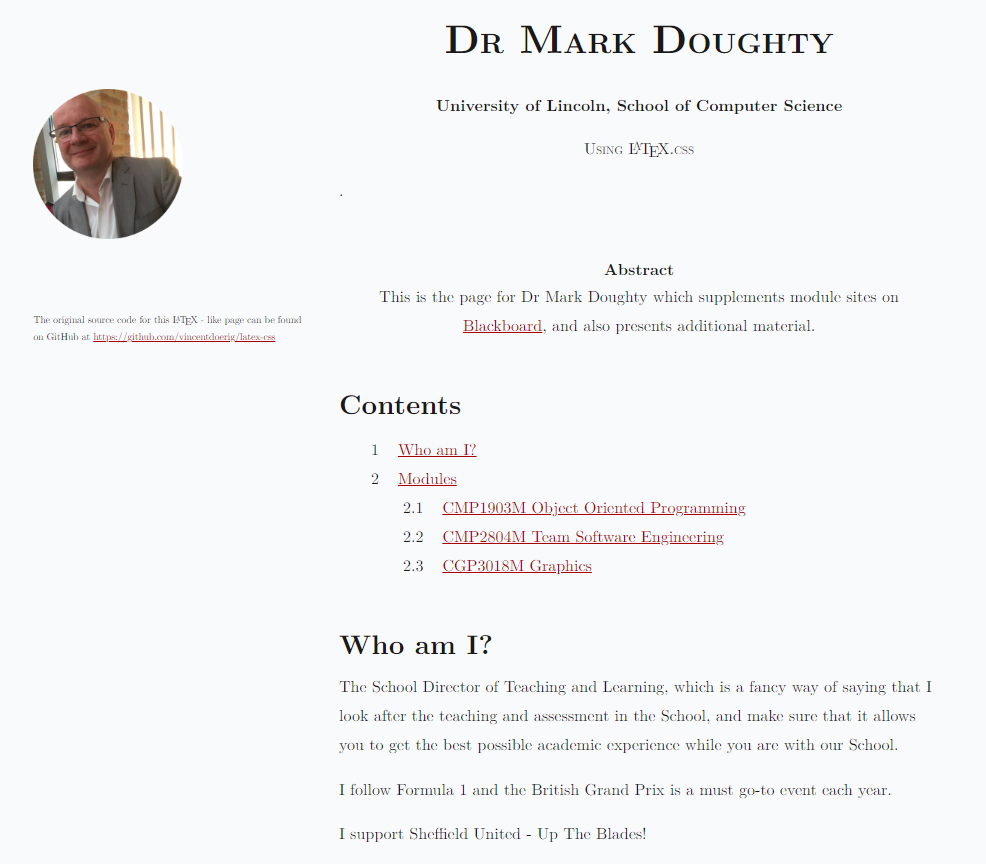 Dr Mark Doughty
University of Lincoln, School of Computer Science
Using LATEX.css
.
The original source code for this LATEX - like page can be found
on GitHub at https://github.com/vincentdoerig/latex-css
Abstract
This is the page for Dr Mark Doughty which supplements module sites on
Blackboard, and also presents additional material.
Contents
1 Who am I?
2 Modules
2.1 CMP1903M Object Oriented Programming
2.2 CMP2804M Team Software Engineering
2.3 CGP3018M Graphics
Who am I?
The School Director of Teaching and Learning, which is a fancy way of saying that I
look after the teaching and assessment in the School, and make sure that it allows
you to get the best possible academic experience while you are with our School.
I follow Formula 1 and the British Grand Prix is a must go-to event each year.
I support Sheffield United - Up The Blades!